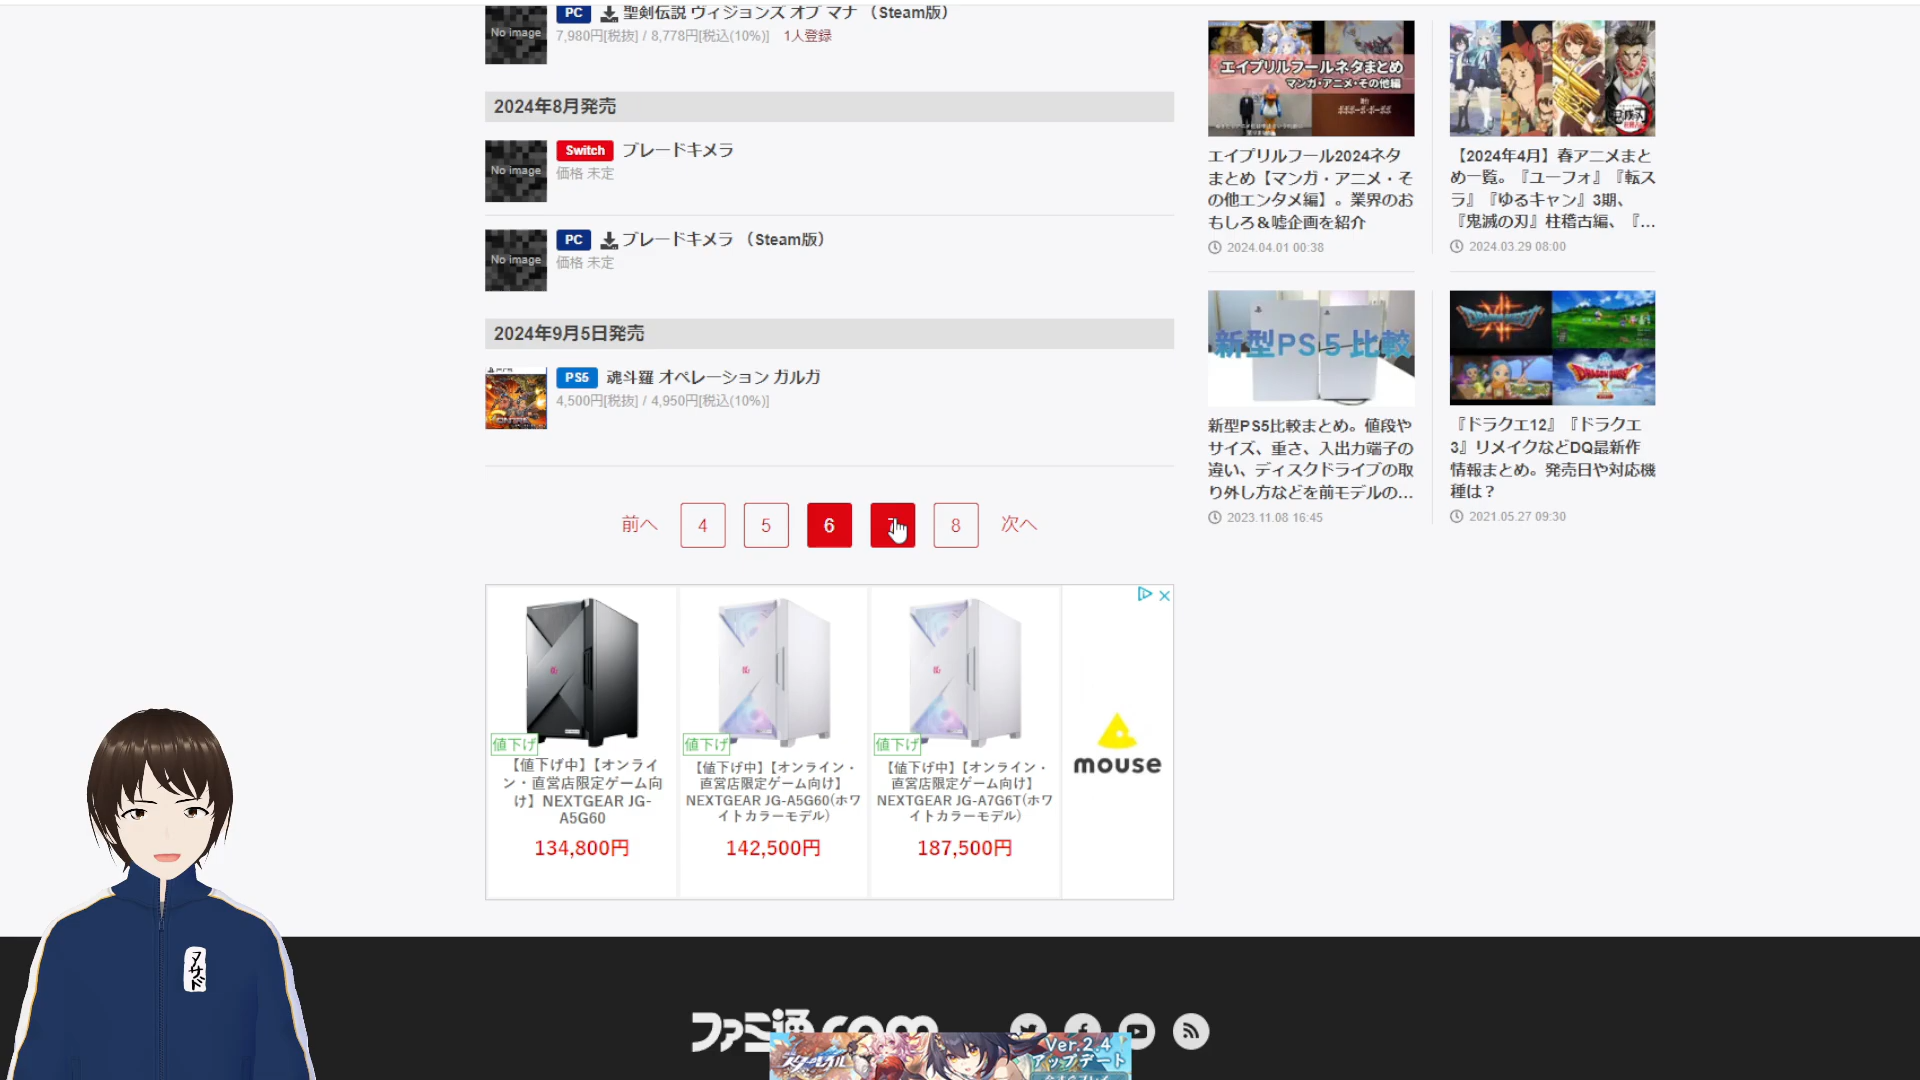 No image
PC 聖剣伝説 ヴィジョンズ オブ マナ （Steam版）
7,980円[税抜] / 8,778円[税込(10%)] 1人登録
2024年8月発売
No image
Switch ブレードキメラ
価格 未定
No image
PC ブレードキメラ （Steam版）
価格 未定
2024年9月5日発売
PS5 魂斗羅 オペレーション ガルガ
4,500円[税抜] / 4,950円[税込(10%)]
前へ 4 5 6 8 次へ
値下げ
【値下げ中】【オンライ
ン・直営店限定ゲーム向
け】NEXTGEAR JG-
A5G60
134,800円
値下げ
【値下げ中】【オンライン・
直営店限定ゲーム向け】
NEXTGEAR JG-A5G60(ホワ
イトカラーモデル)
142,500円
値下げ
【値下げ中】【オンライン・
直営店限定ゲーム向け】
NEXTGEAR JG-A7G6T(ホワ
イトカラーモデル)
187,500円
mouse
エイプリルフールネタまとめ
マンガ・アニメ・その他編
エイプリルフール2024ネタ
まとめ【マンガ・アニメ・そ
の他エンタメ編】。業界のお
もしろ＆嘘企画を紹介
2024.04.01 00:38
【2024年4月】春アニメまと
め一覧。『ユーフォ』『転ス
ラ』『ゆるキャン』3期、
『鬼滅の刃』柱稽古編、『…
2024.03.29 08:00
新型PS5比較
新型PS5比較まとめ。値段や
サイズ、重さ、入出力端子の
違い、ディスクドライブの取
り外し方などを前モデルの…
2023.11.08 16:45
『ドラクエ12』『ドラクエ
3』リメイクなどDQ最新作
情報まとめ。発売日や対応機
種は？
2021.05.27 09:30
ファミ通.com
Ver.2.4
アップデート